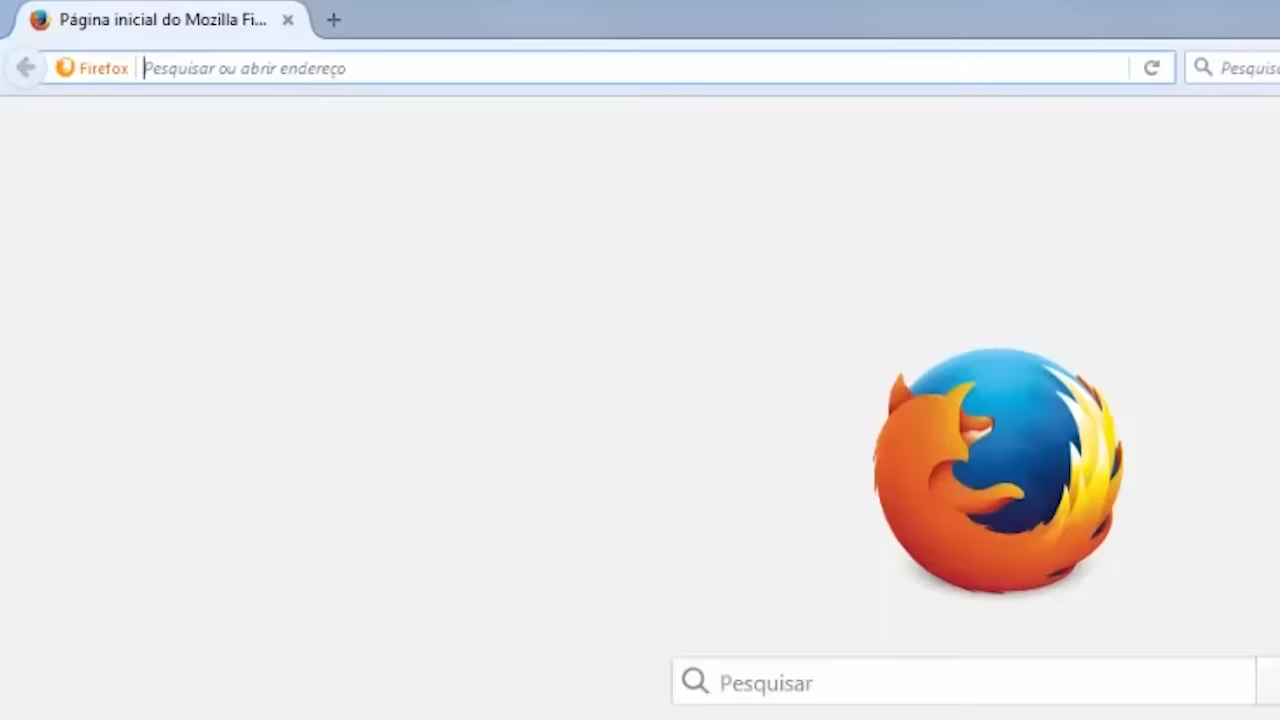 Página inicial do Mozilla Fi...
Firefox Pesquisar ou abrir endereço
Pesquisar